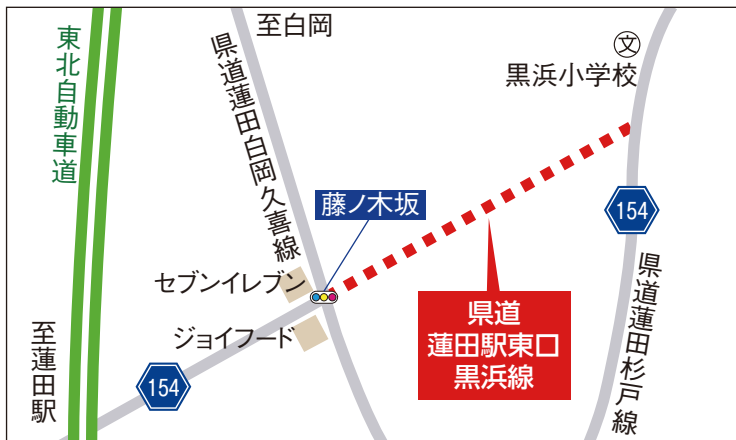 東北自動車道
至蓮田駅
県道蓮田白岡久喜線
至白岡
文
黒浜小学校
藤ノ木坂
セブンイレブン
ジョイフード
154
県道
蓮田駅東口
黒浜線
154
県道蓮田杉戸線